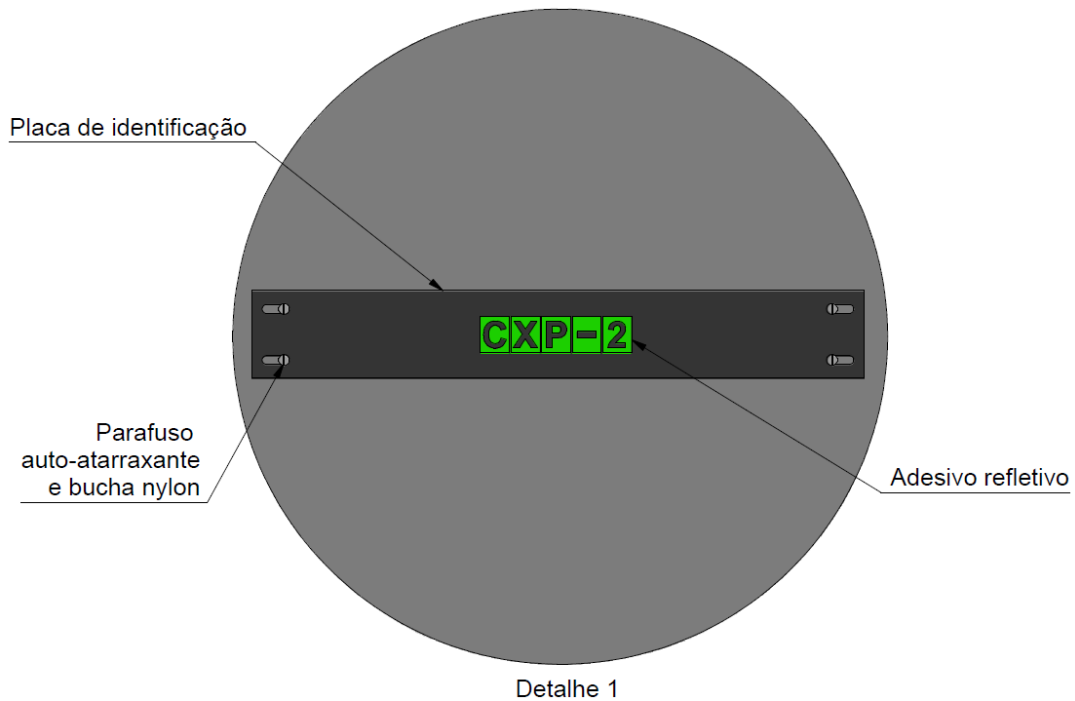 Placa de identificação
CXP-2
Parafuso
auto-atarraxante
e bucha nylon
Adesivo refletivo
Detalhe 1